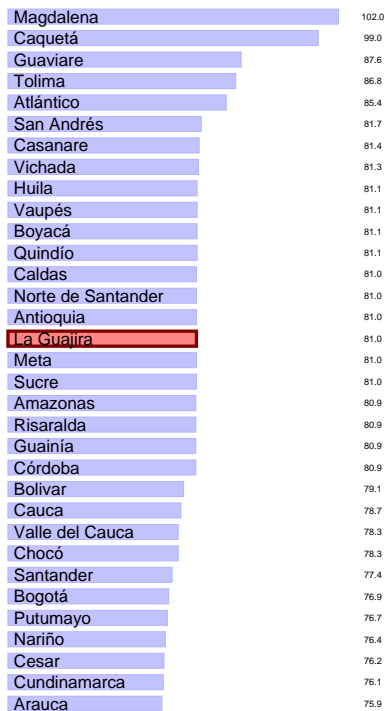 Magdalena 102.0
Caquetá 99.0
Guaviare 87.6
Tolima 86.8
Atlántico 85.4
San Andrés 81.7
Casanare 81.4
Vichada 81.3
Huila 81.1
Vaupés 81.1
Boyacá 81.1
Quindío 81.1
Caldas 81.0
Norte de Santander 81.0
Antioquia 81.0
La Guajira 81.0
Meta 81.0
Sucre 81.0
Amazonas 80.9
Risaralda 80.9
Guainía 80.9
Córdoba 80.9
Bolivar 79.1
Cauca 78.7
Valle del Cauca 78.3
Chocó 78.3
Santander 77.4
Bogotá 76.9
Putumayo 76.7
Nariño 76.4
Cesar 76.2
Cundinamarca 76.1
Arauca 75.9